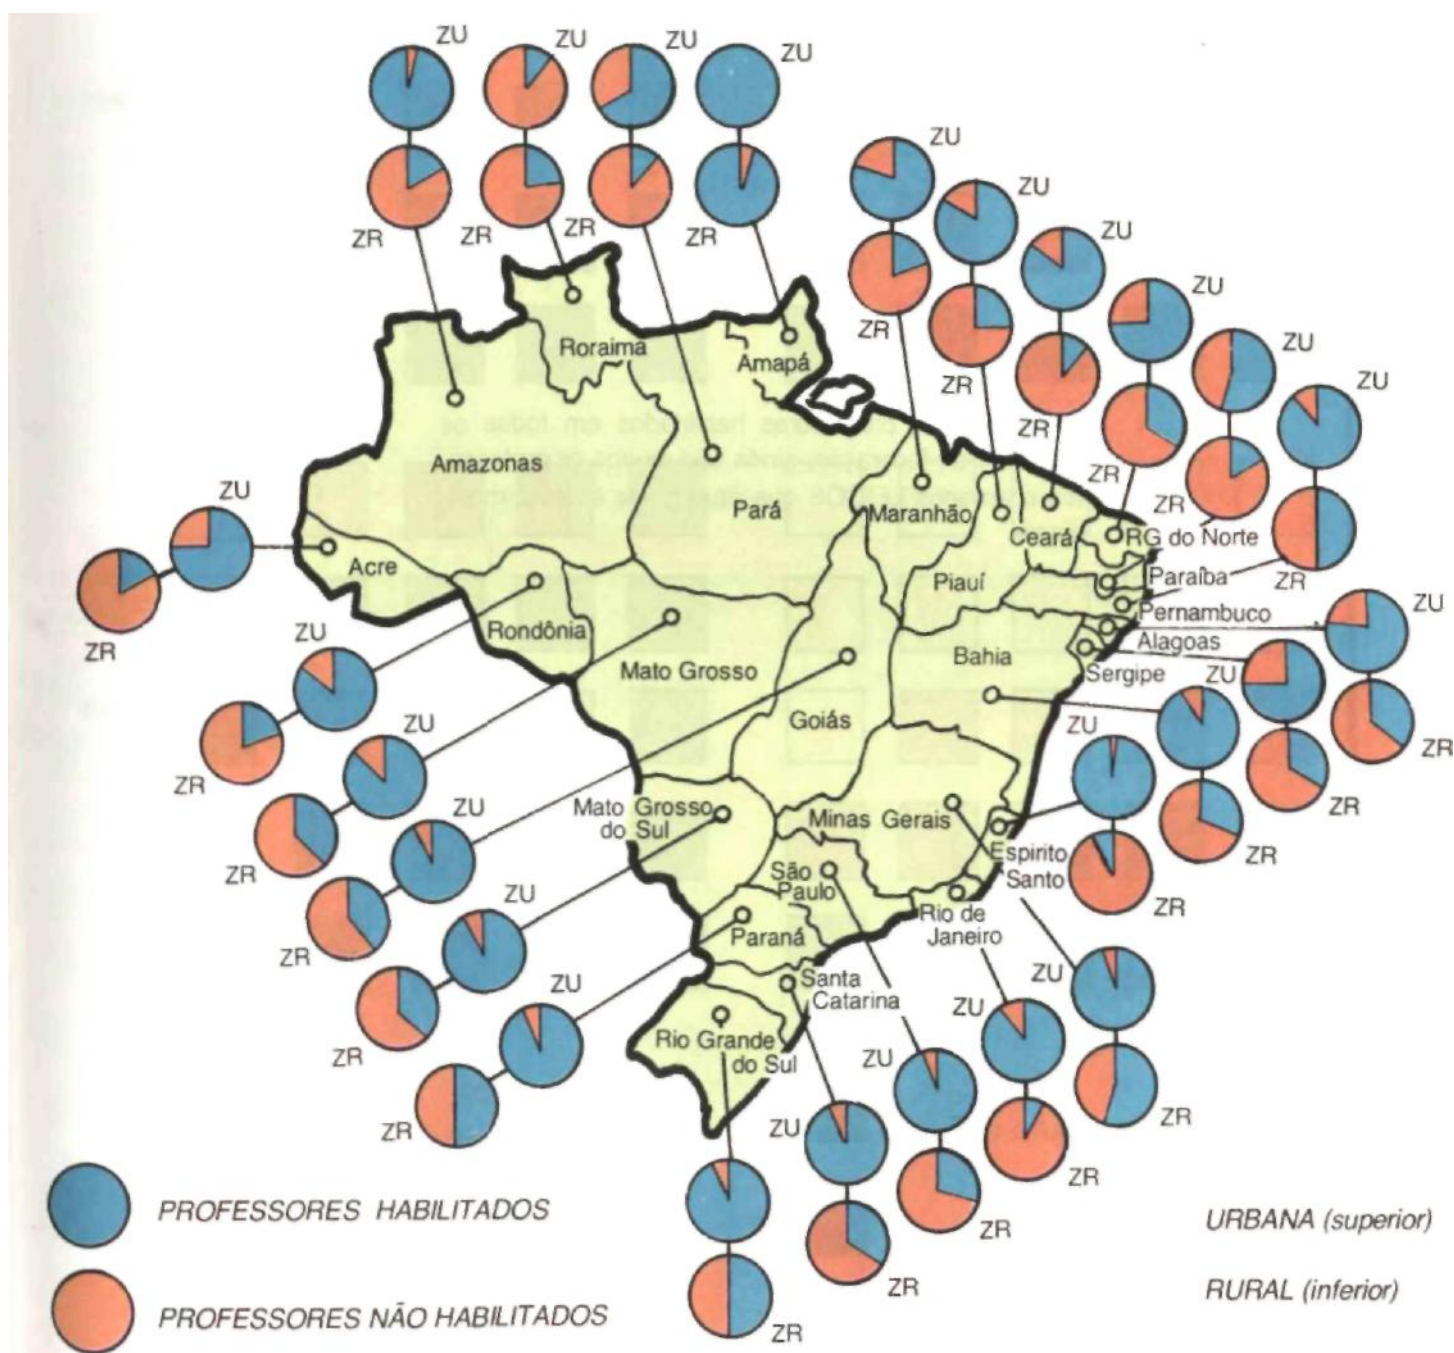 ZU
ZU
ZU
ZU
ZR
ZR
ZR
ZR
ZU
ZU
ZU
ZU
ZU
ZU
ZR
ZR
ZR
ZR
ZR
ZR
Roraima
Amapá
Amazonas
Pará
Maranhão
Ceará
RG do Norte
Acre
Piauí
Paraíba
Pernambuco
Alagoas
Sergipe
Rondônia
Mato Grosso
Bahia
Goiás
Mato Grosso
do Sul
Minas Gerais
Espirito
Santo
São
Paulo
Rio de
Janeiro
Paraná
Santa
Catarina
Rio Grande
do Sul
ZU
ZR
ZU
ZR
ZU
ZR
ZU
ZR
ZU
ZR
ZU
ZR
ZU
ZU
ZU
ZR
ZR
ZR
ZR
ZU
ZU
ZU
ZU
ZR
ZR
ZR
ZR
ZR
PROFESSORES HABILITADOS
PROFESSORES NÃO HABILITADOS
URBANA (superior)
RURAL (inferior)